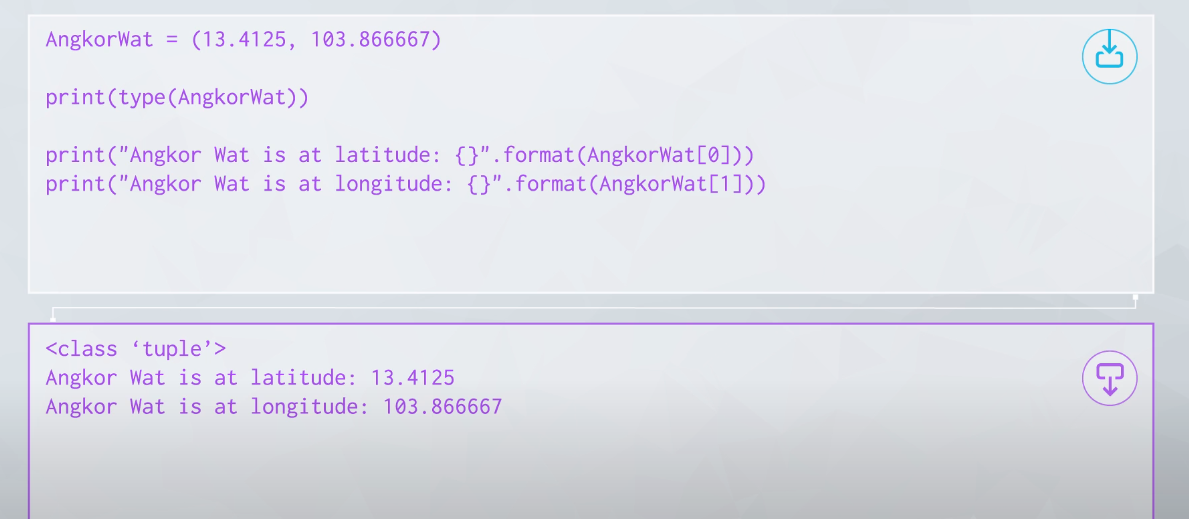 AngkorWat = (13.4125, 103.866667)
print(type(AngkorWat))
print("Angkor Wat is at latitude: {}".format(AngkorWat[0]))
print("Angkor Wat is at longitude: {}".format(AngkorWat[1]))
<class ‘tuple’>
Angkor Wat is at latitude: 13.4125
Angkor Wat is at longitude: 103.866667